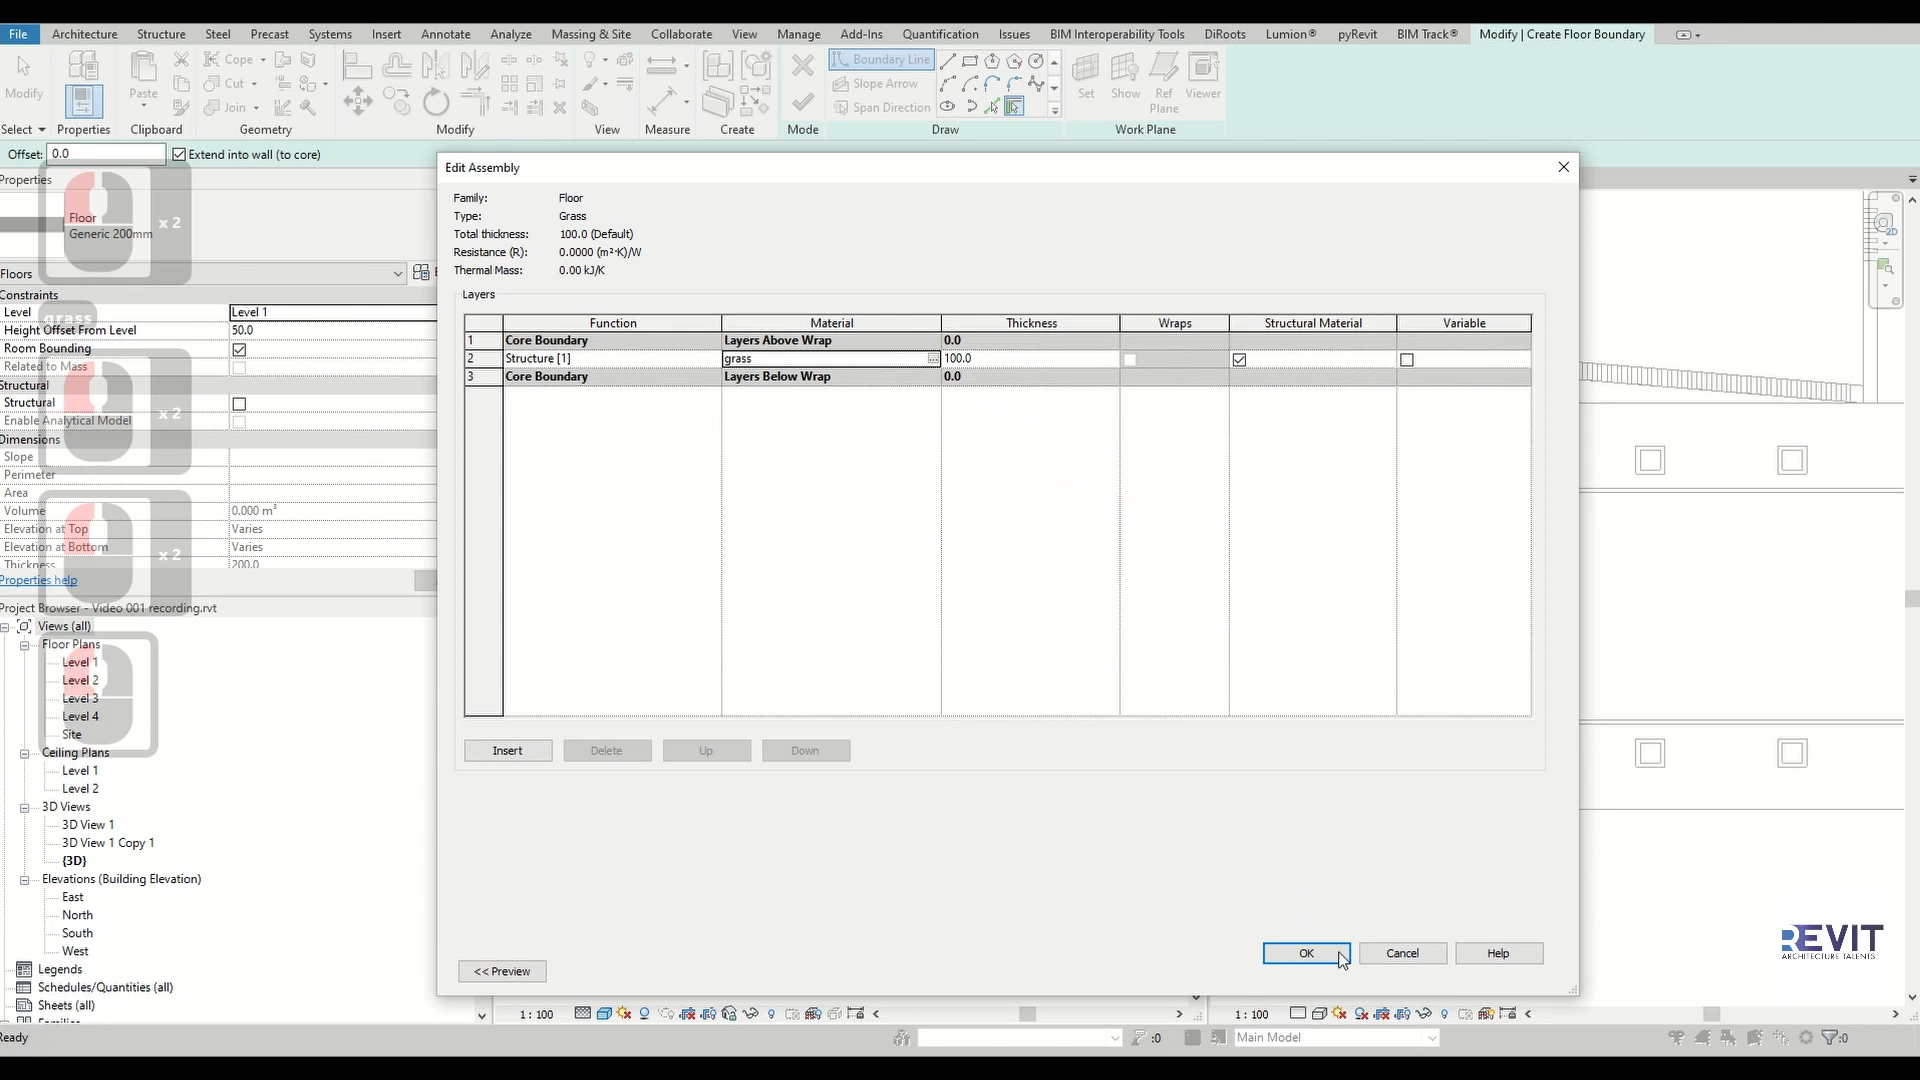 File Architecture Structure Steel Precast Systems Insert Annotate Analyze Massing & Site Collaborate View Manage Add-Ins Quantification Issues BIM Interoperability Tools DiRoots Lumion® pyRevit BIM Track® Modify | Create Floor Boundary
Cope Boundary Line
Modify Paste Cut Slope Arrow Set Show Ref Plane Viewer
Join Span Direction
Select Properties Clipboard Geometry Modify View Measure Create Mode Draw Work Plane
Offset: 0.0 Extend into wall (to core)
Properties
Floor
Generic 200mm
x 2
Floors
Constraints
Level Level 1
grass
Height Offset From Level 50.0
Room Bounding
Related to Mass
Structural
Structural
x 2
Enable Analytical Model
Dimensions
Slope
Perimeter
Area
Volume 0.000 m³
Elevation at Top Varies
Elevation at Bottom Varies
x 2
Thickness 200.0
Properties help
Project Browser - Video 001 recording.rvt
Views (all)
Floor Plans
Level 1
Level 2
Level 3
Level 4
Site
Ceiling Plans
Level 1
Level 2
3D Views
3D View 1
3D View 1 Copy 1
{3D}
Elevations (Building Elevation)
East
North
South
West
Legends
Schedules/Quantities (all)
Sheets (all)
Ready
Edit Assembly
Family: Floor
Type: Grass
Total thickness: 100.0 (Default)
Resistance (R): 0.0000 (m²·K)/W
Thermal Mass: 0.00 kJ/K
Layers
Function Material Thickness Wraps Structural Material Variable
1 Core Boundary Layers Above Wrap 0.0
2 Structure [1] grass 100.0
3 Core Boundary Layers Below Wrap 0.0
Insert Delete Up Down
<< Preview OK Cancel Help
2D
REVIT
ARCHITECTURE TALENTS
1 : 100 1 : 100
:0 Main Model :0